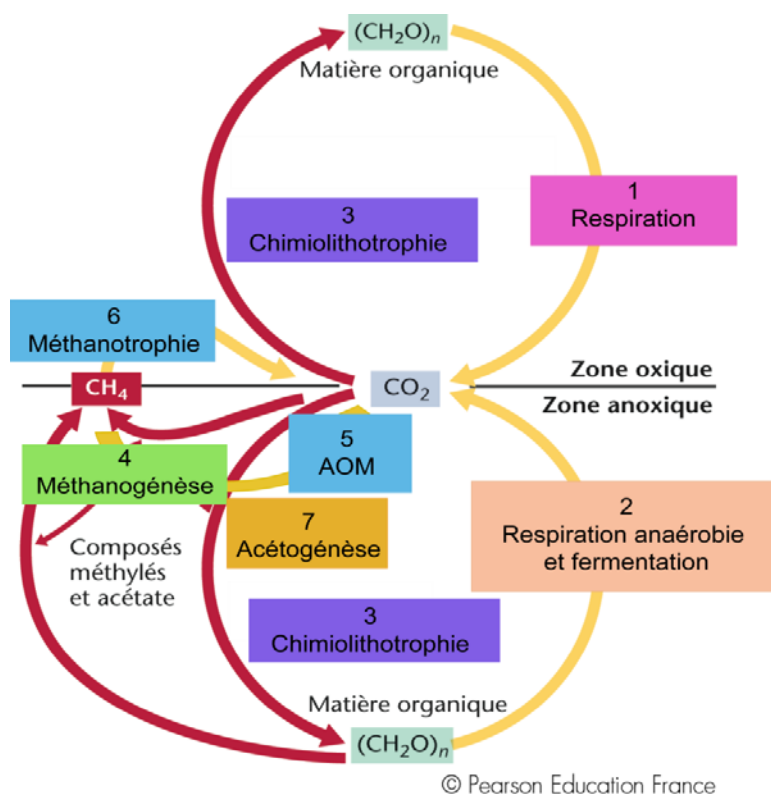 (CH₂O)ₙ
Matière organique
1
Respiration
3
Chimiolithotrophie
6
Méthanotrophie
Zone oxique
CH₄
CO₂
Zone anoxique
5
AOM
4
Méthanogénèse
2
Respiration anaérobie
et fermentation
7
Acétogénèse
Composés
méthylés
et acétate
3
Chimiolithotrophie
Matière organique
(CH₂O)ₙ
© Pearson Education France